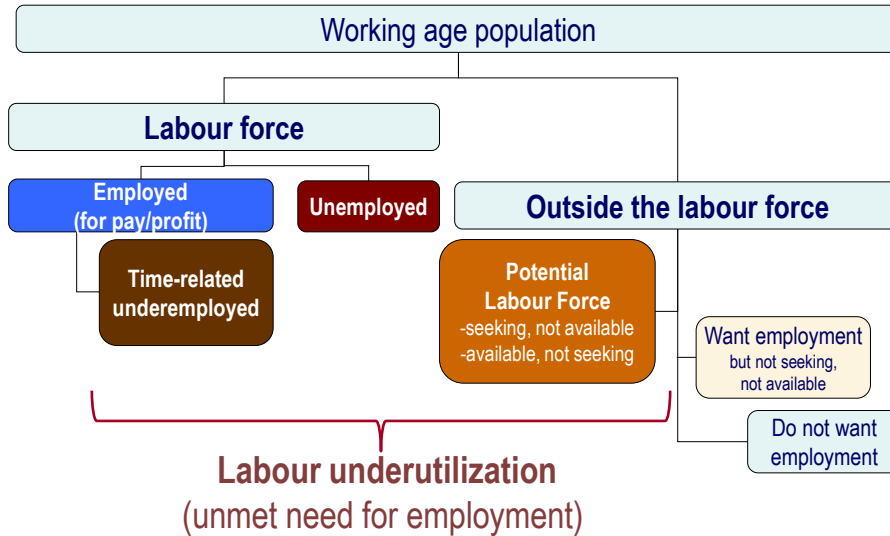 Working age population
Labour force
Employed
(for pay/profit)
Unemployed
Outside the labour force
Time-related
underemployed
Potential
Labour Force
-seeking, not available
-available, not seeking
Want employment
but not seeking,
not available
Do not want
employment
Labour underutilization
(unmet need for employment)